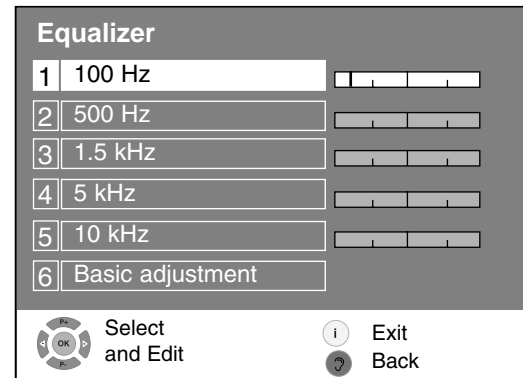 Equalizer
1 100 Hz
2 500 Hz
3 1.5 kHz
4 5 kHz
5 10 kHz
6 Basic adjustment
P+
OK
P-
Select
and Edit
i Exit
Back